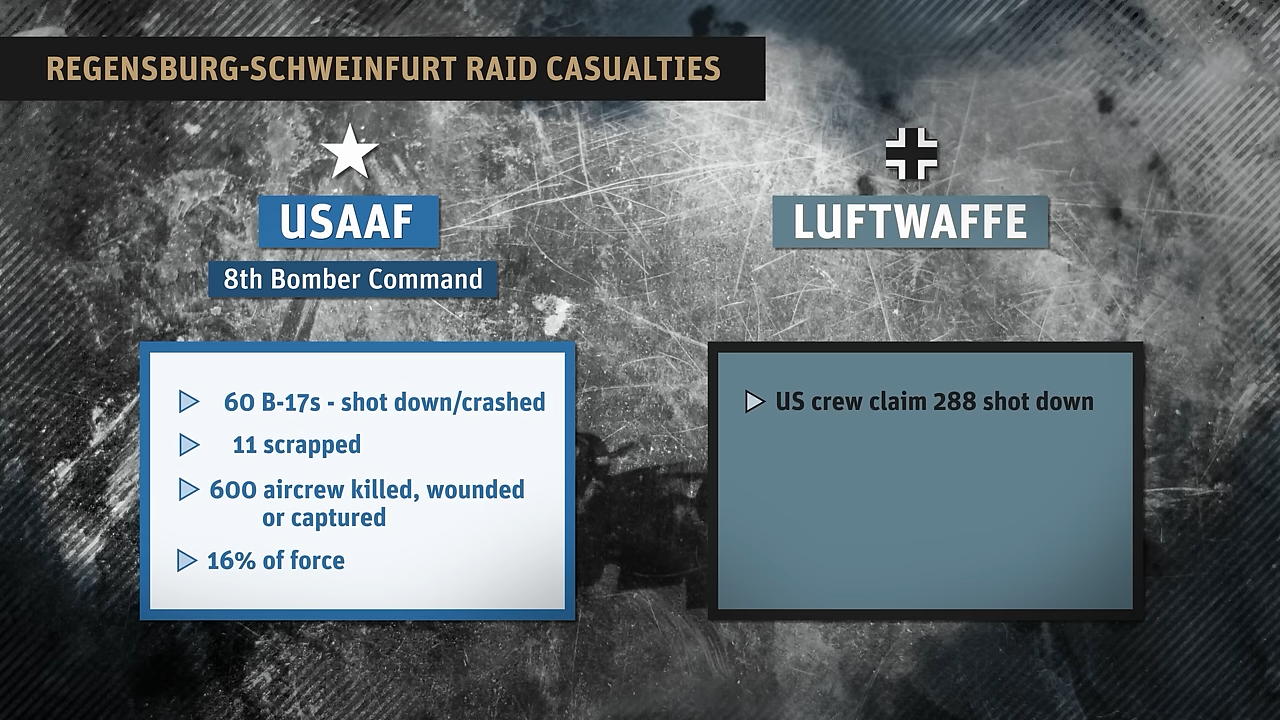 REGENSBURG-SCHWEINFURT RAID CASUALTIES
USAAF
8th Bomber Command
60 B-17s - shot down/crashed
11 scrapped
600 aircrew killed, wounded
or captured
16% of force
LUFTWAFFE
US crew claim 288 shot down